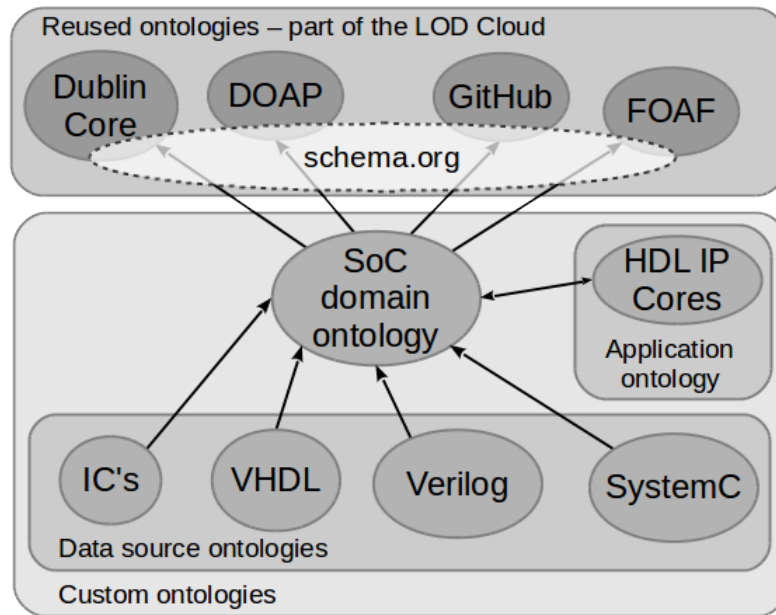 Reused ontologies – part of the LOD Cloud
Dublin
Core
DOAP
GitHub
FOAF
schema.org
SoC
domain
ontology
HDL IP
Cores
Application
ontology
IC's
VHDL
Verilog
SystemC
Data source ontologies
Custom ontologies